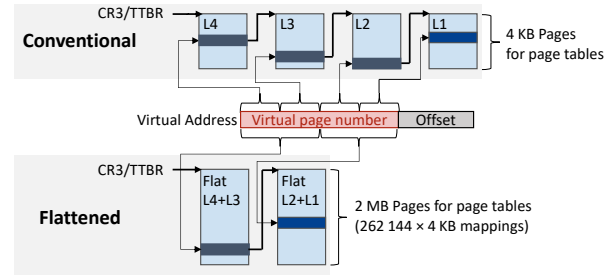 CR3/TTBR
L4
L3
L2
L1
Conventional
4 KB Pages
for page tables
Virtual Address
Virtual page number
Offset
CR3/TTBR
Flat
L4+L3
Flat
L2+L1
Flattened
2 MB Pages for page tables
(262 144 × 4 KB mappings)